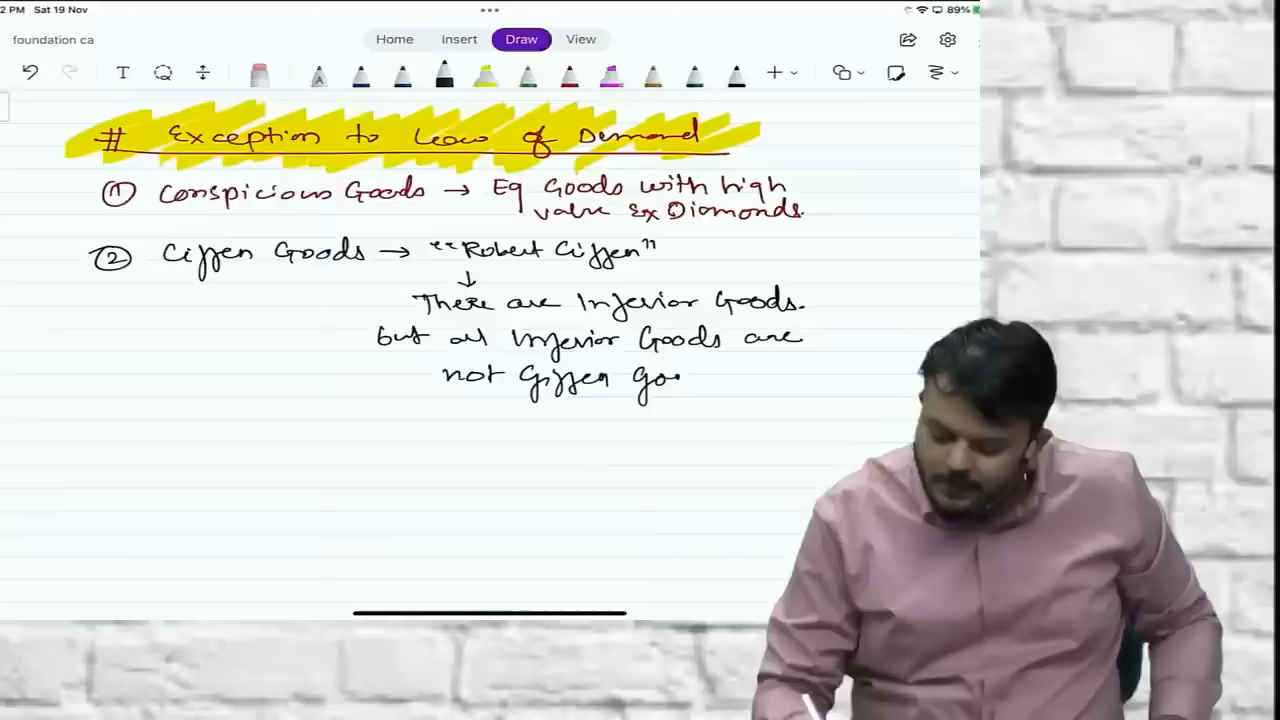 2 PM Sat 19 Nov
89%
foundation ca
Home Insert Draw View
# Exception to Law of Demand
① Conspicious Goods → Eg Goods with high
value Ex Diamonds.
② Giffen Goods → "Robert Giffen"
↓
There are Inferior Goods.
but all Inferior Goods are
not Giffen goo